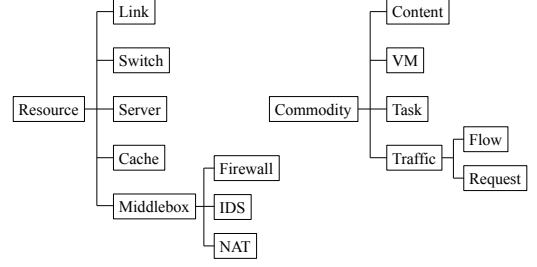 Resource
Link
Switch
Server
Cache
Middlebox
Firewall
IDS
NAT
Commodity
Content
VM
Task
Traffic
Flow
Request